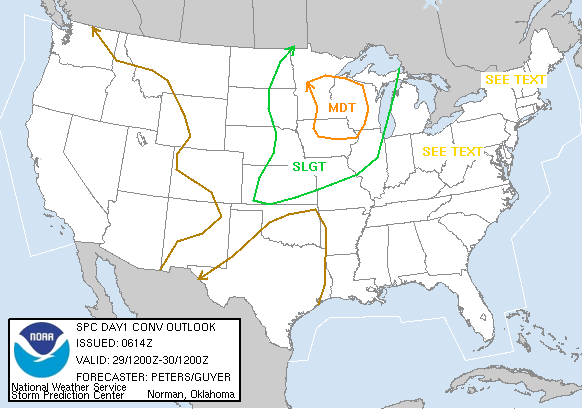 SEE TEXT
MDT
SEE TEXT
SLGT
SPC DAY1 CONV OUTLOOK
ISSUED: 0614Z
VALID: 29/1200Z-30/1200Z
FORECASTER: PETERS/GUYER
National Weather Service
Storm Prediction Center Norman, Oklahoma
NOAA